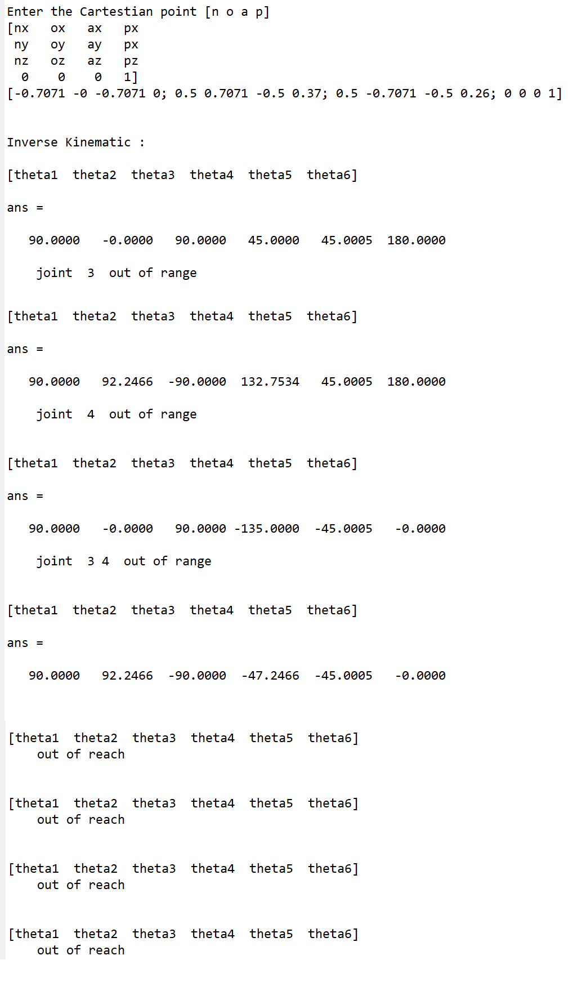 Enter the Cartestian point [n o a p]
[nx   ox   ax   px
 ny   oy   ay   px
 nz   oz   az   pz
  0    0    0   1]
[-0.7071 -0 -0.7071 0; 0.5 0.7071 -0.5 0.37; 0.5 -0.7071 -0.5 0.26; 0 0 0 1]
Inverse Kinematic :
[theta1  theta2  theta3  theta4  theta5  theta6]
ans =
90.0000   -0.0000   90.0000   45.0000   45.0005  180.0000
joint  3  out of range
[theta1  theta2  theta3  theta4  theta5  theta6]
ans =
90.0000   92.2466  -90.0000  132.7534   45.0005  180.0000
joint  4  out of range
[theta1  theta2  theta3  theta4  theta5  theta6]
ans =
90.0000   -0.0000   90.0000 -135.0000  -45.0005   -0.0000
joint  3 4  out of range
[theta1  theta2  theta3  theta4  theta5  theta6]
ans =
90.0000   92.2466  -90.0000  -47.2466  -45.0005   -0.0000
[theta1  theta2  theta3  theta4  theta5  theta6]
out of reach
[theta1  theta2  theta3  theta4  theta5  theta6]
out of reach
[theta1  theta2  theta3  theta4  theta5  theta6]
out of reach
[theta1  theta2  theta3  theta4  theta5  theta6]
out of reach